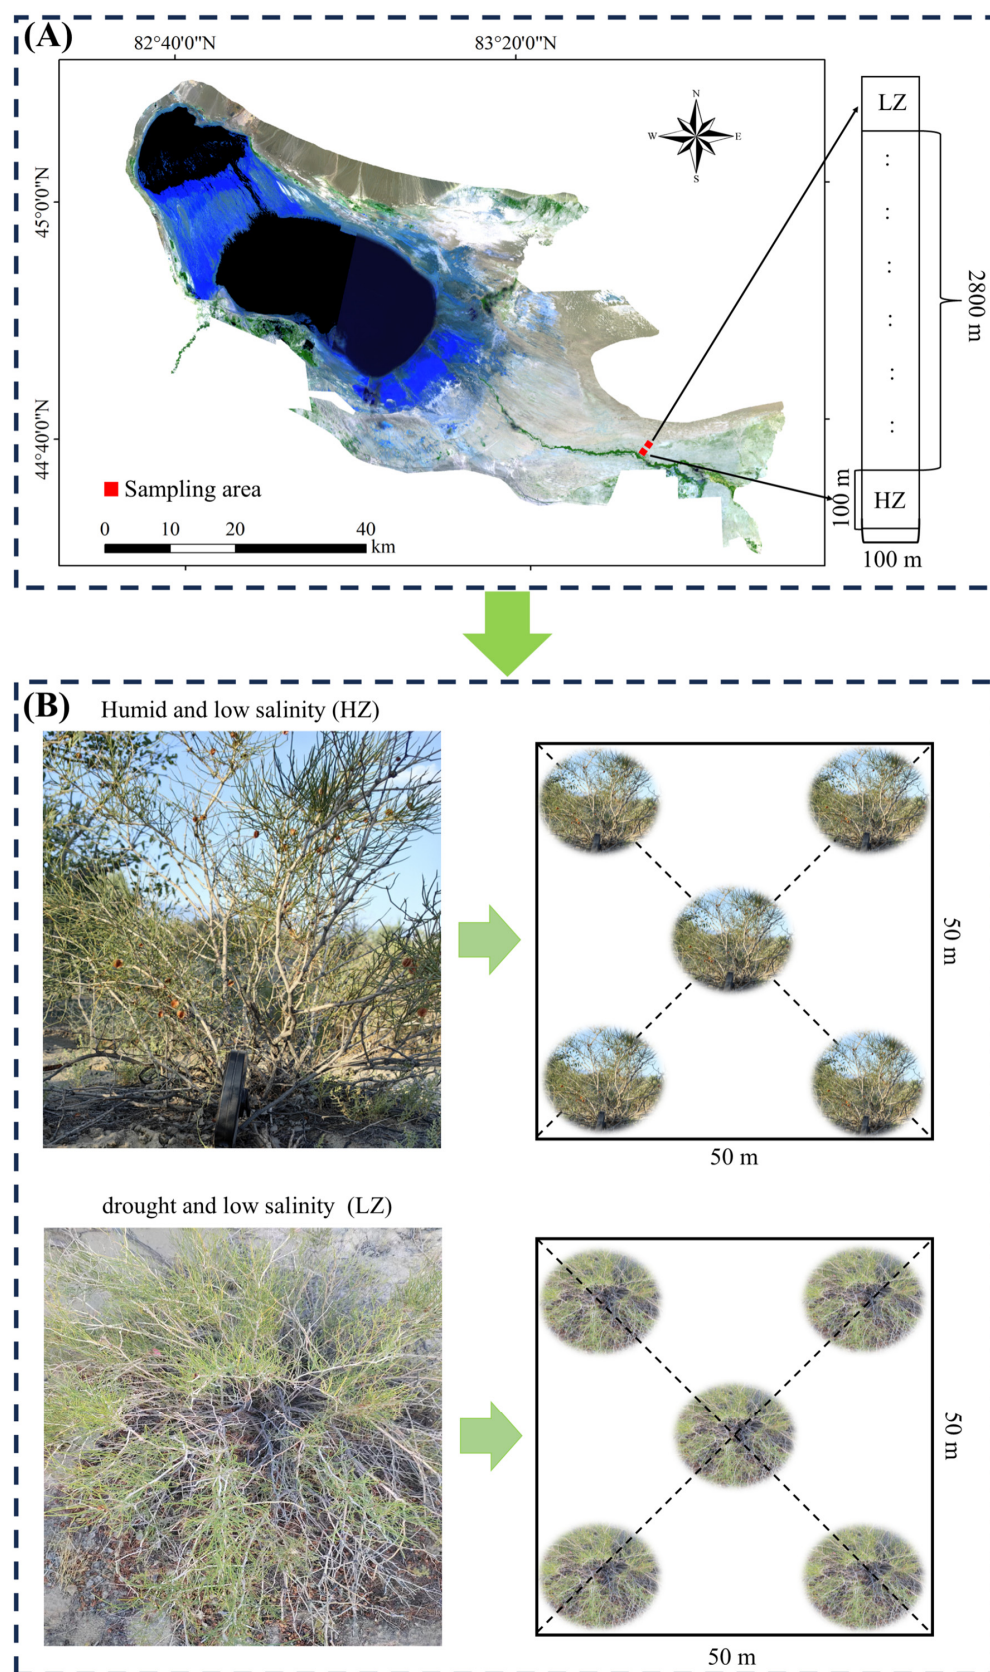 (A)
82°40'0"N
83°20'0"N
45°0'0"N
44°40'0"N
N
W
E
S
LZ
2800 m
HZ
100 m
100 m
Sampling area
0
10
20
40
km
(B)
Humid and low salinity (HZ)
50 m
50 m
drought and low salinity (LZ)
50 m
50 m